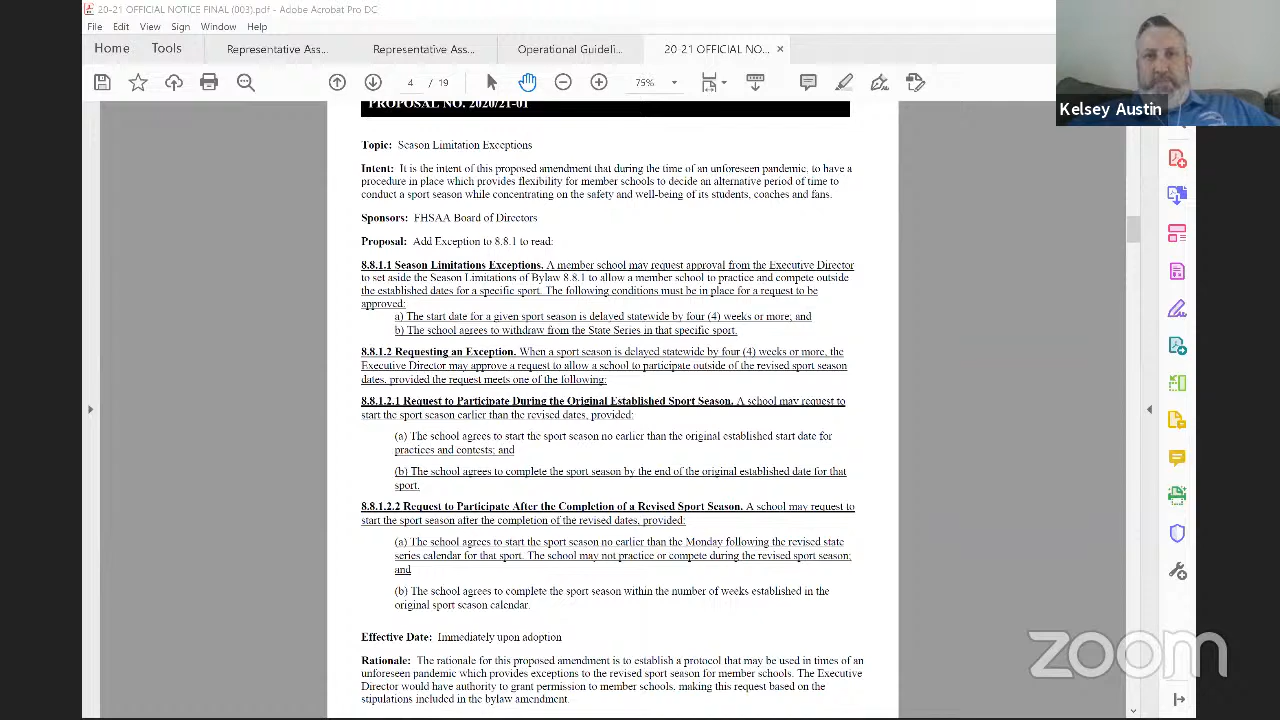 20-21 OFFICIAL NOTICE FINAL (003).pdf - Adobe Acrobat Pro DC
File Edit View Sign Window Help
Home Tools Representative Ass... Representative Ass... Operational Guideli... 20-21 OFFICIAL NO... ×
4 / 19 75%
Kelsey Austin
PROPOSAL NO. 2020/21-01
Topic: Season Limitation Exceptions
Intent: It is the intent of this proposed amendment that during the time of an unforeseen pandemic, to have a
procedure in place which provides flexibility for member schools to decide an alternative period of time to
conduct a sport season while concentrating on the safety and well-being of its students, coaches and fans.
Sponsors: FHSAA Board of Directors
Proposal: Add Exception to 8.8.1 to read:
8.8.1.1 Season Limitations Exceptions. A member school may request approval from the Executive Director
to set aside the Season Limitations of Bylaw 8.8.1 to allow a member school to practice and compete outside
the established dates for a specific sport. The following conditions must be in place for a request to be
approved:
a) The start date for a given sport season is delayed statewide by four (4) weeks or more; and
b) The school agrees to withdraw from the State Series in that specific sport.
8.8.1.2 Requesting an Exception. When a sport season is delayed statewide by four (4) weeks or more, the
Executive Director may approve a request to allow a school to participate outside of the revised sport season
dates, provided the request meets one of the following:
8.8.1.2.1 Request to Participate During the Original Established Sport Season. A school may request to
start the sport season earlier than the revised dates, provided:
(a) The school agrees to start the sport season no earlier than the original established start date for
practices and contests; and
(b) The school agrees to complete the sport season by the end of the original established date for that
sport.
8.8.1.2.2 Request to Participate After the Completion of a Revised Sport Season. A school may request to
start the sport season after the completion of the revised dates, provided:
(a) The school agrees to start the sport season no earlier than the Monday following the revised state
series calendar for that sport. The school may not practice or compete during the revised sport season;
and
(b) The school agrees to complete the sport season within the number of weeks established in the
original sport season calendar.
Effective Date: Immediately upon adoption
Rationale: The rationale for this proposed amendment is to establish a protocol that may be used in times of an
unforeseen pandemic which provides exceptions to the revised sport season for member schools. The Executive
Director would have authority to grant permission to member schools, making this request based on the
stipulations included in the bylaw amendment.
zoom